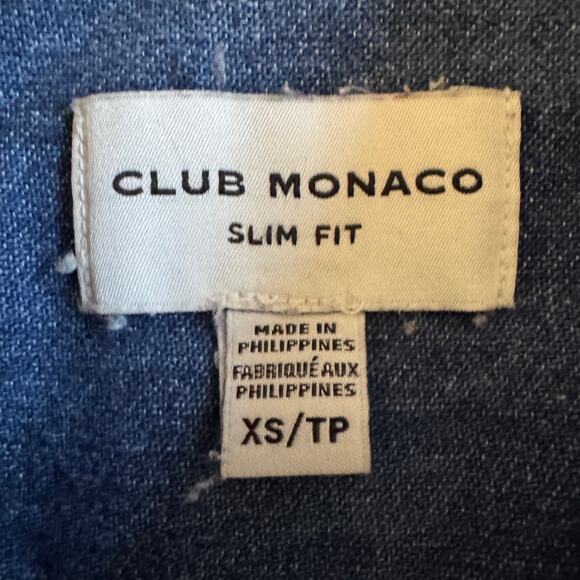 CLUB MONACO
SLIM FIT
MADE IN
PHILIPPINES
FABRIQUÉ AUX
PHILIPPINES
XS/TP